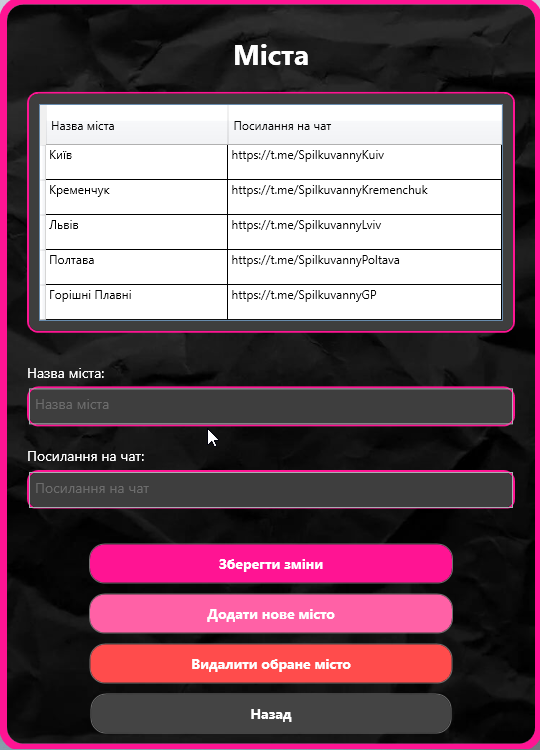 Міста
Назва міста Посилання на чат
Київ https://t.me/SpilkuvannyKuiv
Кременчук https://t.me/SpilkuvannyKremenchuk
Львів https://t.me/SpilkuvannyLviv
Полтава https://t.me/SpilkuvannyPoltava
Горішні Плавні https://t.me/SpilkuvannyGP
Назва міста:
Назва міста
Посилання на чат:
Посилання на чат
Зберегти зміни
Додати нове місто
Видалити обране місто
Назад